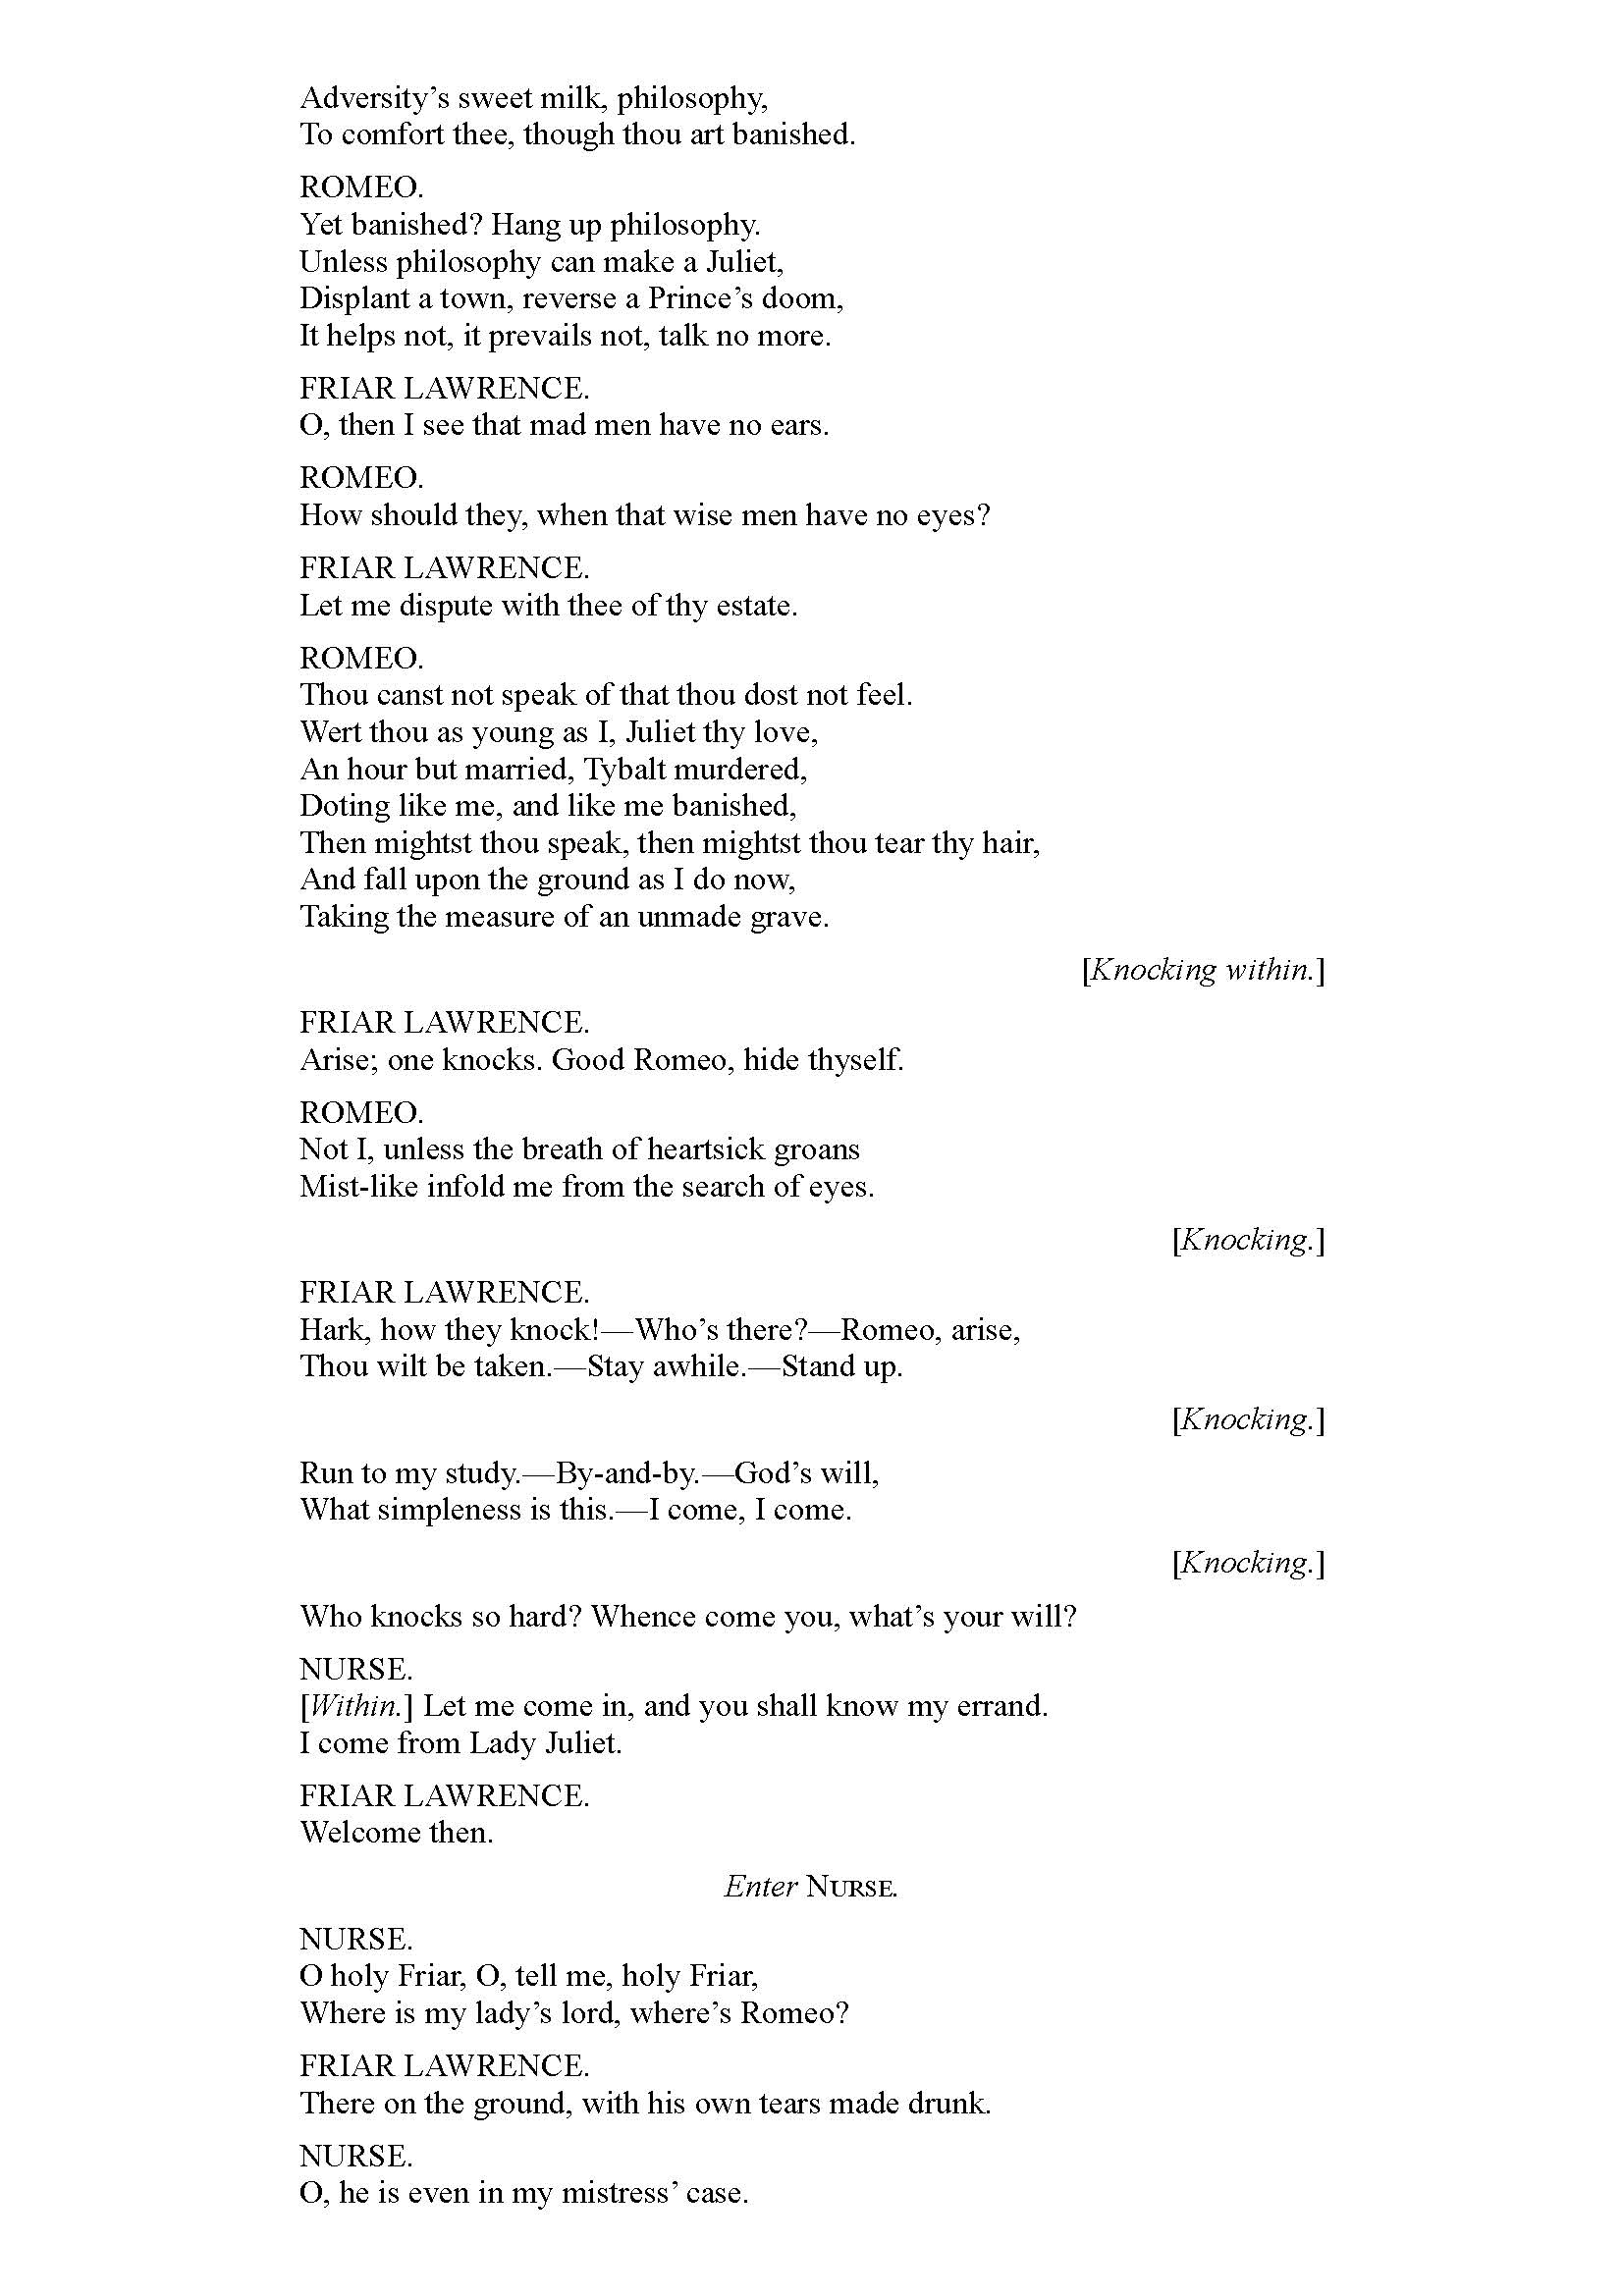 Adversity’s sweet milk, philosophy,
To comfort thee, though thou art banished.
ROMEO.
Yet banished? Hang up philosophy.
Unless philosophy can make a Juliet,
Displant a town, reverse a Prince’s doom,
It helps not, it prevails not, talk no more.
FRIAR LAWRENCE.
O, then I see that mad men have no ears.
ROMEO.
How should they, when that wise men have no eyes?
FRIAR LAWRENCE.
Let me dispute with thee of thy estate.
ROMEO.
Thou canst not speak of that thou dost not feel.
Wert thou as young as I, Juliet thy love,
An hour but married, Tybalt murdered,
Doting like me, and like me banished,
Then mightst thou speak, then mightst thou tear thy hair,
And fall upon the ground as I do now,
Taking the measure of an unmade grave.
[Knocking within.]
FRIAR LAWRENCE.
Arise; one knocks. Good Romeo, hide thyself.
ROMEO.
Not I, unless the breath of heartsick groans
Mist-like infold me from the search of eyes.
[Knocking.]
FRIAR LAWRENCE.
Hark, how they knock!—Who’s there?—Romeo, arise,
Thou wilt be taken.—Stay awhile.—Stand up.
[Knocking.]
Run to my study.—By-and-by.—God’s will,
What simpleness is this.—I come, I come.
[Knocking.]
Who knocks so hard? Whence come you, what’s your will?
NURSE.
[Within.] Let me come in, and you shall know my errand.
I come from Lady Juliet.
FRIAR LAWRENCE.
Welcome then.
Enter NURSE.
NURSE.
O holy Friar, O, tell me, holy Friar,
Where is my lady’s lord, where’s Romeo?
FRIAR LAWRENCE.
There on the ground, with his own tears made drunk.
NURSE.
O, he is even in my mistress’ case.